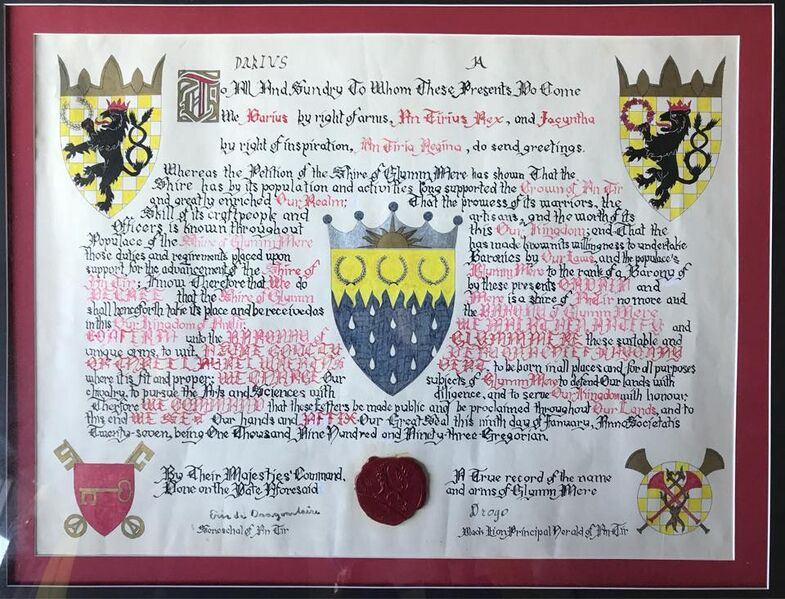 DARIUS A
To All And Sundry To Whom These Presents Do Come
We Darius by right of arms, An Tirius Rex, and Jacyntha
by right of inspiration, An Tiria Regina, do send greetings.
Whereas the Petition of the Shire of Glymm Mere has shown That the
Shire has by its population and activities long supported the Crown of An Tir
and greatly enriched Our Realm; That the prowess of its warriors, the
Skill of its craftpeople and artisans, and the worth of its
Officers is known throughout this Our Kingdom; and That the
Populace of the Shire of Glymm Mere has made known its willingness to undertake
those duties and requirements placed upon Baronies by Our Laws, and the populace's
support for the advancement of the Shire of Glymm Mere to the rank of a Barony of
An Tir; Know Therefore that We do by these presents ORDAIN and
DECREE that the Shire of Glymm Mere is a shire of An Tir no more and
shall henceforth take its place and be received as the BARONY of Glymm Mere
in this Our Kingdom of An Tir. WE MAINTAIN, RATIFY and
CONFIRM unto the BARONY of GLYMM MERE these suitable and
unique arms, to wit,
to be born in all places and for all purposes
where it is fit and proper; WE CHARGE Our subjects of Glymm Mere to defend Our Lands with
chivalry, to pursue the Arts and Sciences with diligence, and to serve Our Kingdom with honour.
Therefore WE COMMAND that these Letters be made public and be proclaimed throughout Our Lands, and to
this end WE SET Our hands and AFFIX Our Great Seal this ninth day of January, Anno Societatis
Twenty-seven, being One Thousand Nine Hundred and Ninety-three Gregorian.
By Their Majesties' Command,
Done on the Date Aforesaid
Seneschal of An Tir
A True record of the name
and arms of Glymm Mere
Drogo
Black Lion Principal Herald of An Tir